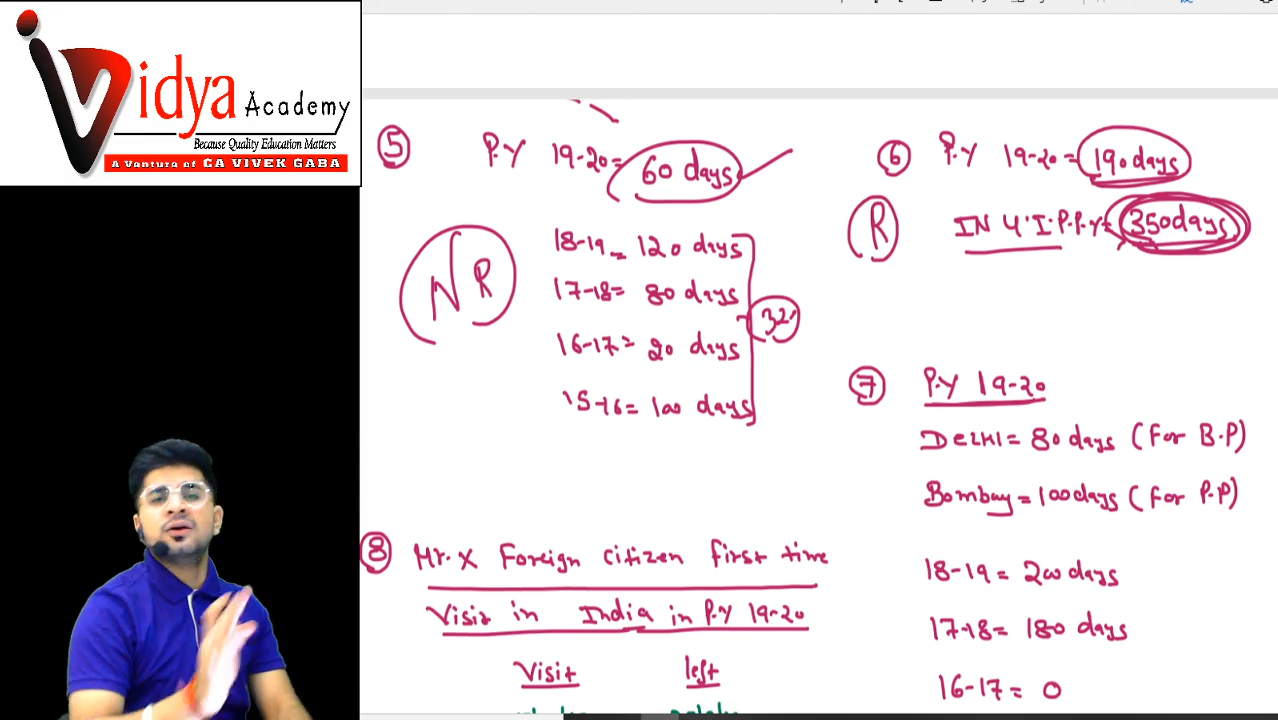 Vidya Academy
Because Quality Education Matters
A Ventura of CA VIVEK GABA
5 P.Y 19-20= 60 days
NR
18-19= 120 days
17-18= 80 days
16-17= 20 days
15-16= 100 days
32
6 P.Y 19-20= 190 days
R IN 4.I.P.P.Y= 350 days
7 P.Y 19-20
Delhi= 80 days (For B.P)
Bombay= 100 days (For P.P)
18-19= 200 days
17-18= 180 days
16-17= 0
8 Mr. X Foreign citizen first time
Visit in India in P.Y 19-20
Visit left